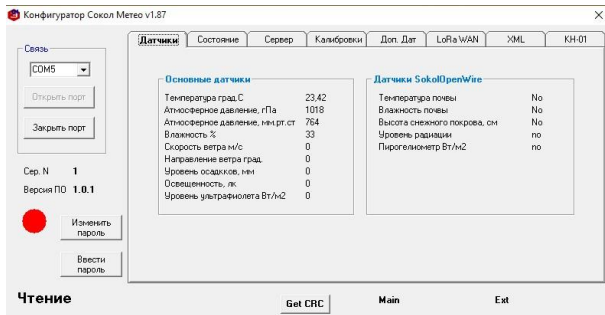 Конфигуратор Сокол Метео v1.87
Связь
COM5
Открыть порт
Закрыть порт
Сер. N 1
Версия ПО 1.0.1
Изменить пароль
Ввести пароль
Чтение
Датчики Состояние Сервер Калибровки Доп. Дат LoRaWAN XML КН-01
Основные датчики
Температура град.С 23,42
Атмосферное давление, гПа 1018
Атмосферное давление, мм.рт.ст 764
Влажность % 33
Скорость ветра м/с 0
Направление ветра град. 0
Уровень осадков, мм 0
Освещенность, лк 0
Уровень ультрафиолета Вт/м2 0
Датчики SokolOpenWire
Температура почвы No
Влажность почвы No
Высота снежного покрова, см No
Уровень радиации no
Пирогелиометр Вт/м2 no
Get CRC Main Ext